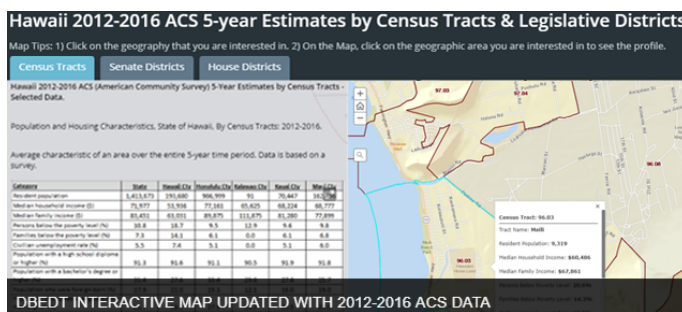 Hawaii 2012-2016 ACS 5-year Estimates by Census Tracts & Legislative Districts
Map Tips: 1) Click on the geography that you are interested in. 2) On the Map, click on the geographic area you are interested in to see the profile.
Census Tracts Senate Districts House Districts
Hawaii 2012-2016 ACS (American Community Survey) 5-Year Estimates by Census Tracts -
Selected Data.
Population and Housing Characteristics, State of Hawaii, By Census Tracts: 2012-2016.
Average characteristic of an area over the entire 5-year time period. Data is based on a
survey.
Category State Hawaii Cty Honolulu Cty Kalawao Cty Kauai Cty
Resident population 1,413,673 193,680 986,999 91 70,447
Median household income ($) 71,977 53,936 77,161 65,625 68,224 68,777
Median family income ($) 83,451 63,031 89,875 111,875 81,260 77,899
Persons below the poverty level (%) 10.8 18.7 9.5 12.9 9.6 9.8
Families below the poverty level (%) 7.3 14.1 6.1 0.0 6.1 6.8
Civilian unemployment rate (%) 5.5 7.4 5.1 0.0 5.1 6.0
Population with a high school diploma
or higher (%) 91.3 91.6 91.1 90.5 91.9 91.8
Population with a bachelor's degree or
97.03
97.04
96.08
96.03
Census Tract: 96.03
Tract Name: Maili
Resident Population: 9,319
Median Household Income: $60,486
Median Family Income: $67,061
DBEDT INTERACTIVE MAP UPDATED WITH 2012-2016 ACS DATA